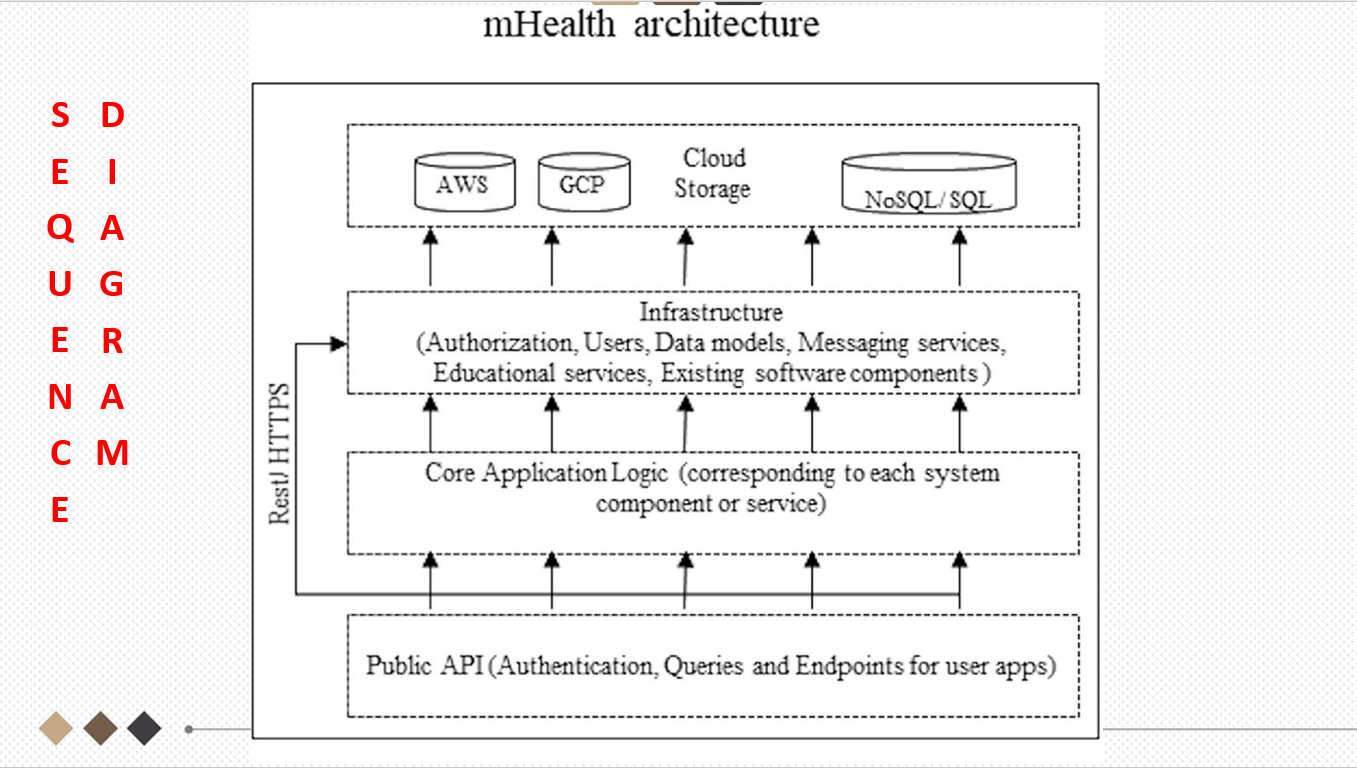 mHealth architecture
SEQUENCE
DIAGRAM
AWS
GCP
Cloud
Storage
NoSQL/ SQL
Infrastructure
(Authorization, Users, Data models, Messaging services,
Educational services, Existing software components )
Rest/ HTTPS
Core Application Logic (corresponding to each system
component or service)
Public API (Authentication, Queries and Endpoints for user apps)